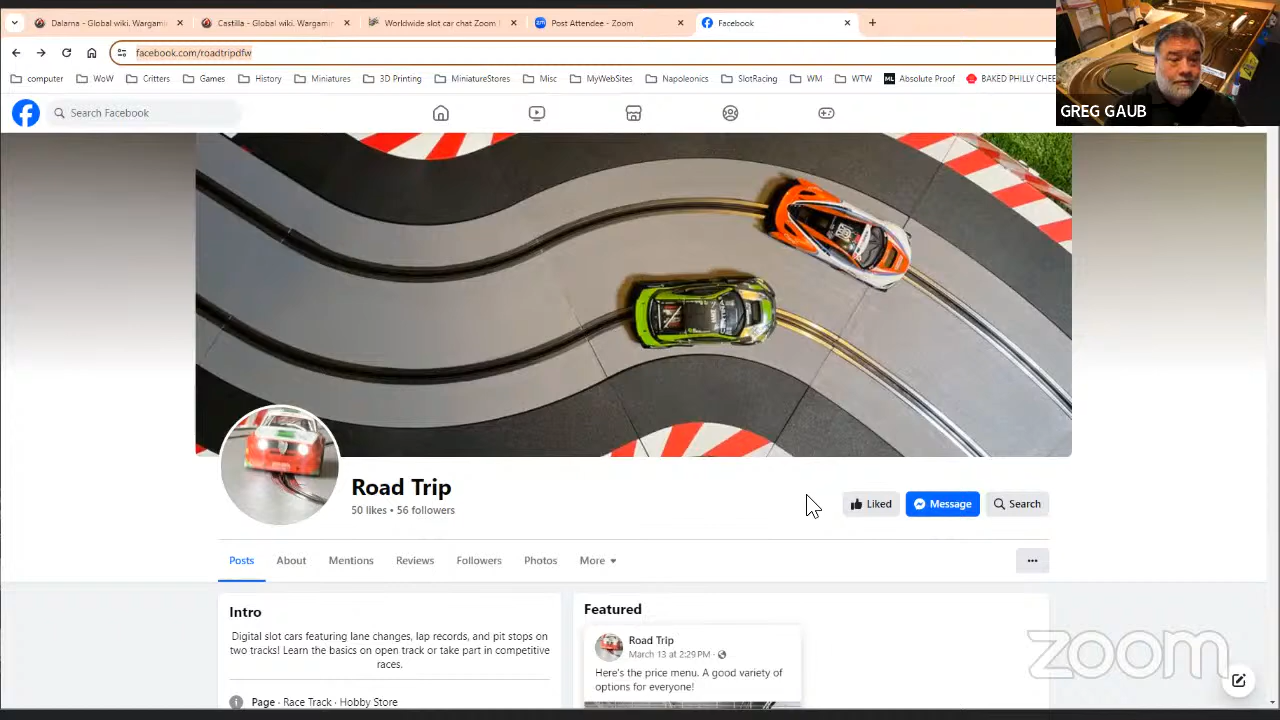 Dalarna - Global wiki. Wargami
Castilla - Global wiki. Wargamin
Worldwide slot car chat Zoom
zm Post Attendee - Zoom
Facebook
facebook.com/roadtripdfw
computer WoW Critters Games History Miniatures 3D Printing MiniatureStores Misc MyWebSites Napoleonics SlotRacing WM WTW ML Absolute Proof BAKED PHILLY CHEE
GREG GAUB
Search Facebook
Road Trip
50 likes • 56 followers
Liked
Message
Search
Posts About Mentions Reviews Followers Photos More
Intro
Digital slot cars featuring lane changes, lap records, and pit stops on
two tracks! Learn the basics on open track or take part in competitive
races.
Page · Race Track · Hobby Store
Featured
Road Trip
March 13 at 2:29 PM ·
Here's the price menu. A good variety of
options for everyone!
zoom